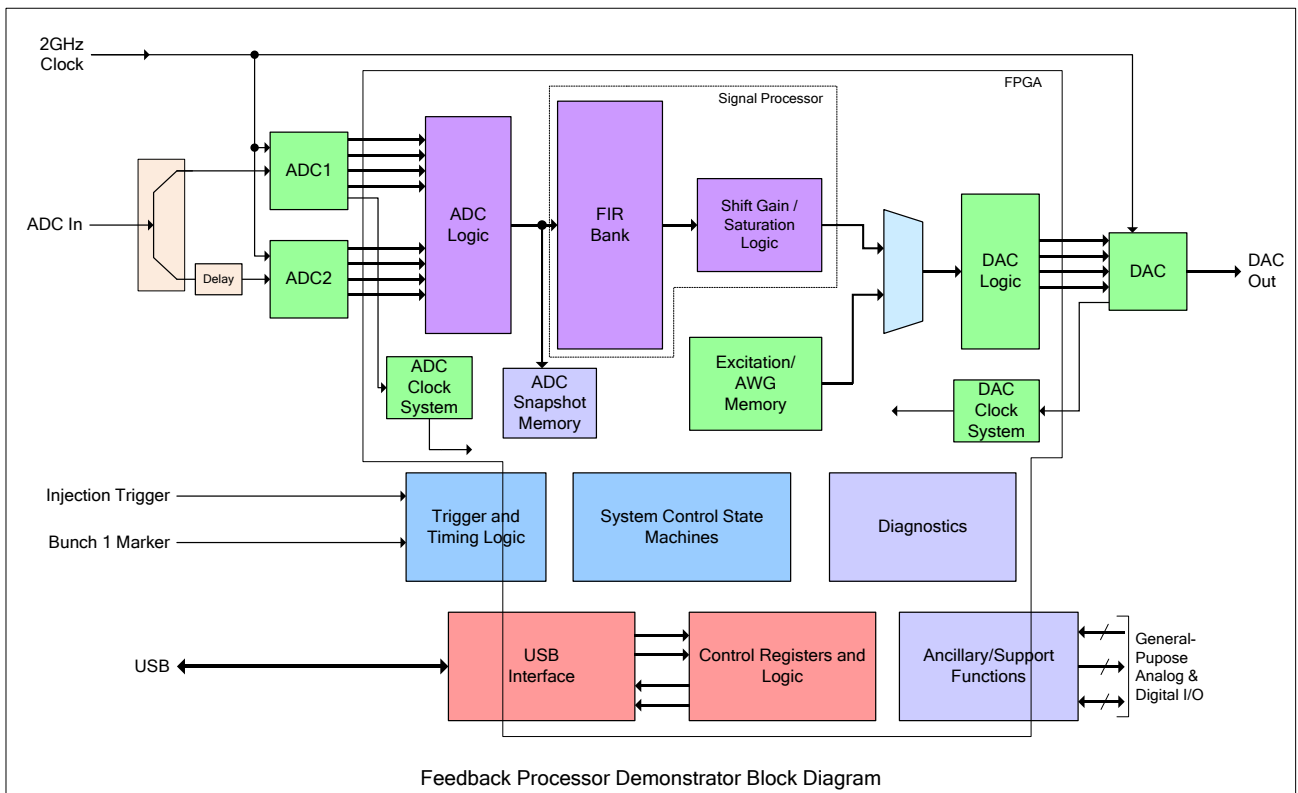 2GHz
Clock
FPGA
Signal Processor
ADC1
ADC
Logic
FIR
Bank
Shift Gain /
Saturation
Logic
ADC In
Delay
ADC2
DAC
Logic
DAC
DAC
Out
ADC
Clock
System
ADC
Snapshot
Memory
Excitation/
AWG
Memory
DAC
Clock
System
Injection Trigger
Bunch 1 Marker
Trigger and
Timing Logic
System Control State
Machines
Diagnostics
USB
USB
Interface
Control Registers and
Logic
Ancillary/Support
Functions
General-
Pupose
Analog &
Digital I/O
Feedback Processor Demonstrator Block Diagram